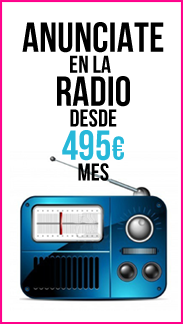 ANUNCIATE
EN LA
RADIO
DESDE
495€
MES